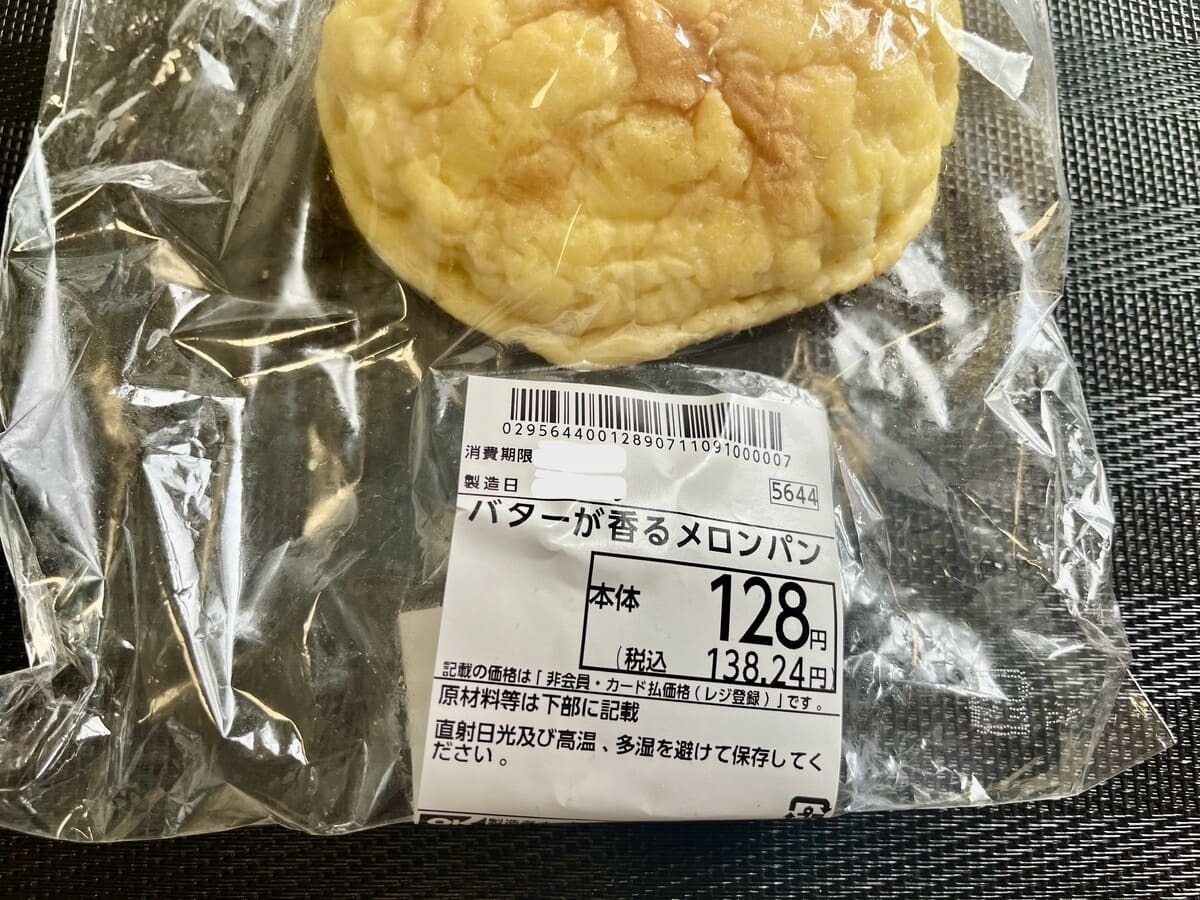 02956440012890711091000007
消費期限
製造日
5644
バターが香るメロンパン
本体 128円
(税込 138.24円)
記載の価格は「非会員・カード払価格(レジ登録)」です。
原材料等は下部に記載
直射日光及び高温、多湿を避けて保存してく
ださい。